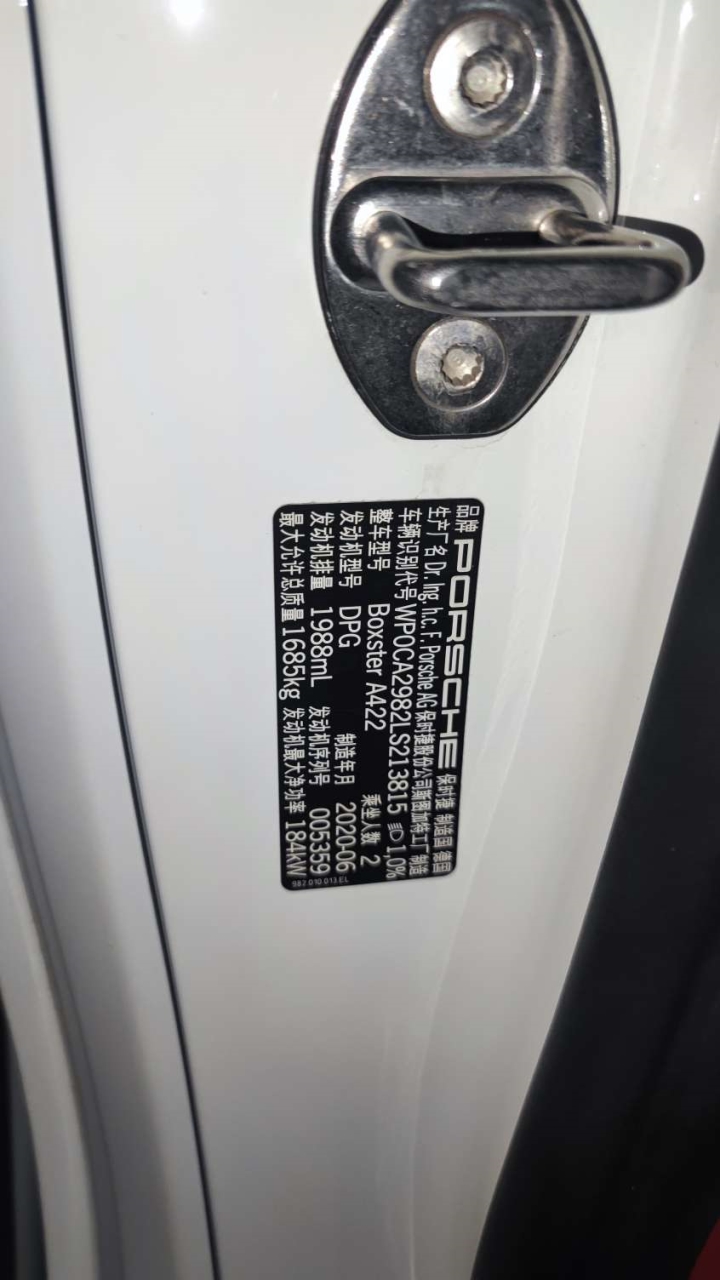 品牌 PORSCHE 保时捷 制造国 德国
生产厂名 Dr. Ing. h.c. F. Porsche AG 保时捷股份公司斯图加特工厂制造
车辆识别代号 WP0CA2982LS213815 1,0%
整车型号 Boxster A422 乘坐人数 2
发动机型号 DPG 制造年月 2020-06
发动机排量 1988mL 发动机序列号 005359
最大允许总质量 1685kg 发动机最大净功率 184kW
982 010 013 EL